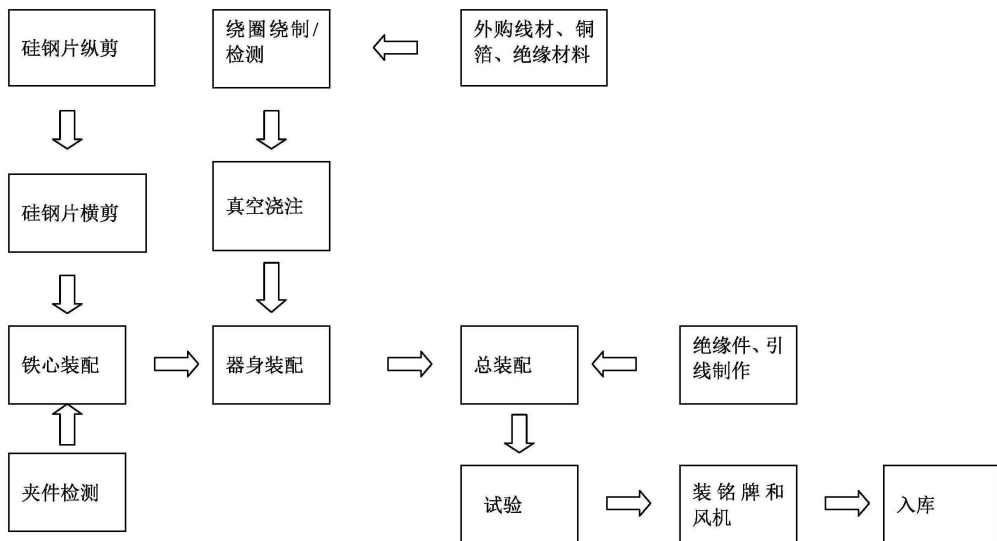 硅钢片纵剪
绕圈绕制/
检测
外购线材、铜
箔、绝缘材料
硅钢片横剪
真空浇注
铁心装配
器身装配
总装配
绝缘件、引
线制作
夹件检测
试验
装铭牌和
风机
入库